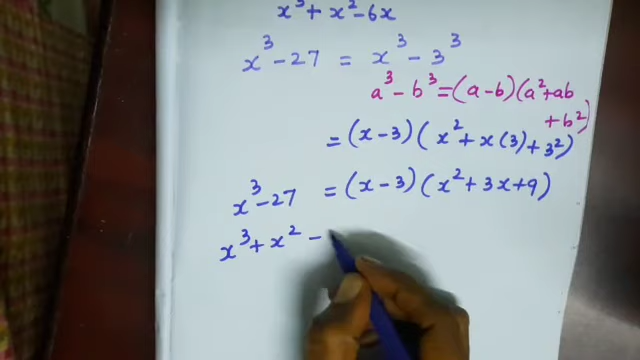 x³ + x² - 6x
x³ - 27 = x³ - 3³
a³ - b³ = (a - b)(a² + ab
+ b²)
= (x - 3)(x² + x(3) + 3²)
x³ - 27 = (x - 3)(x² + 3x + 9)
x³ + x² -